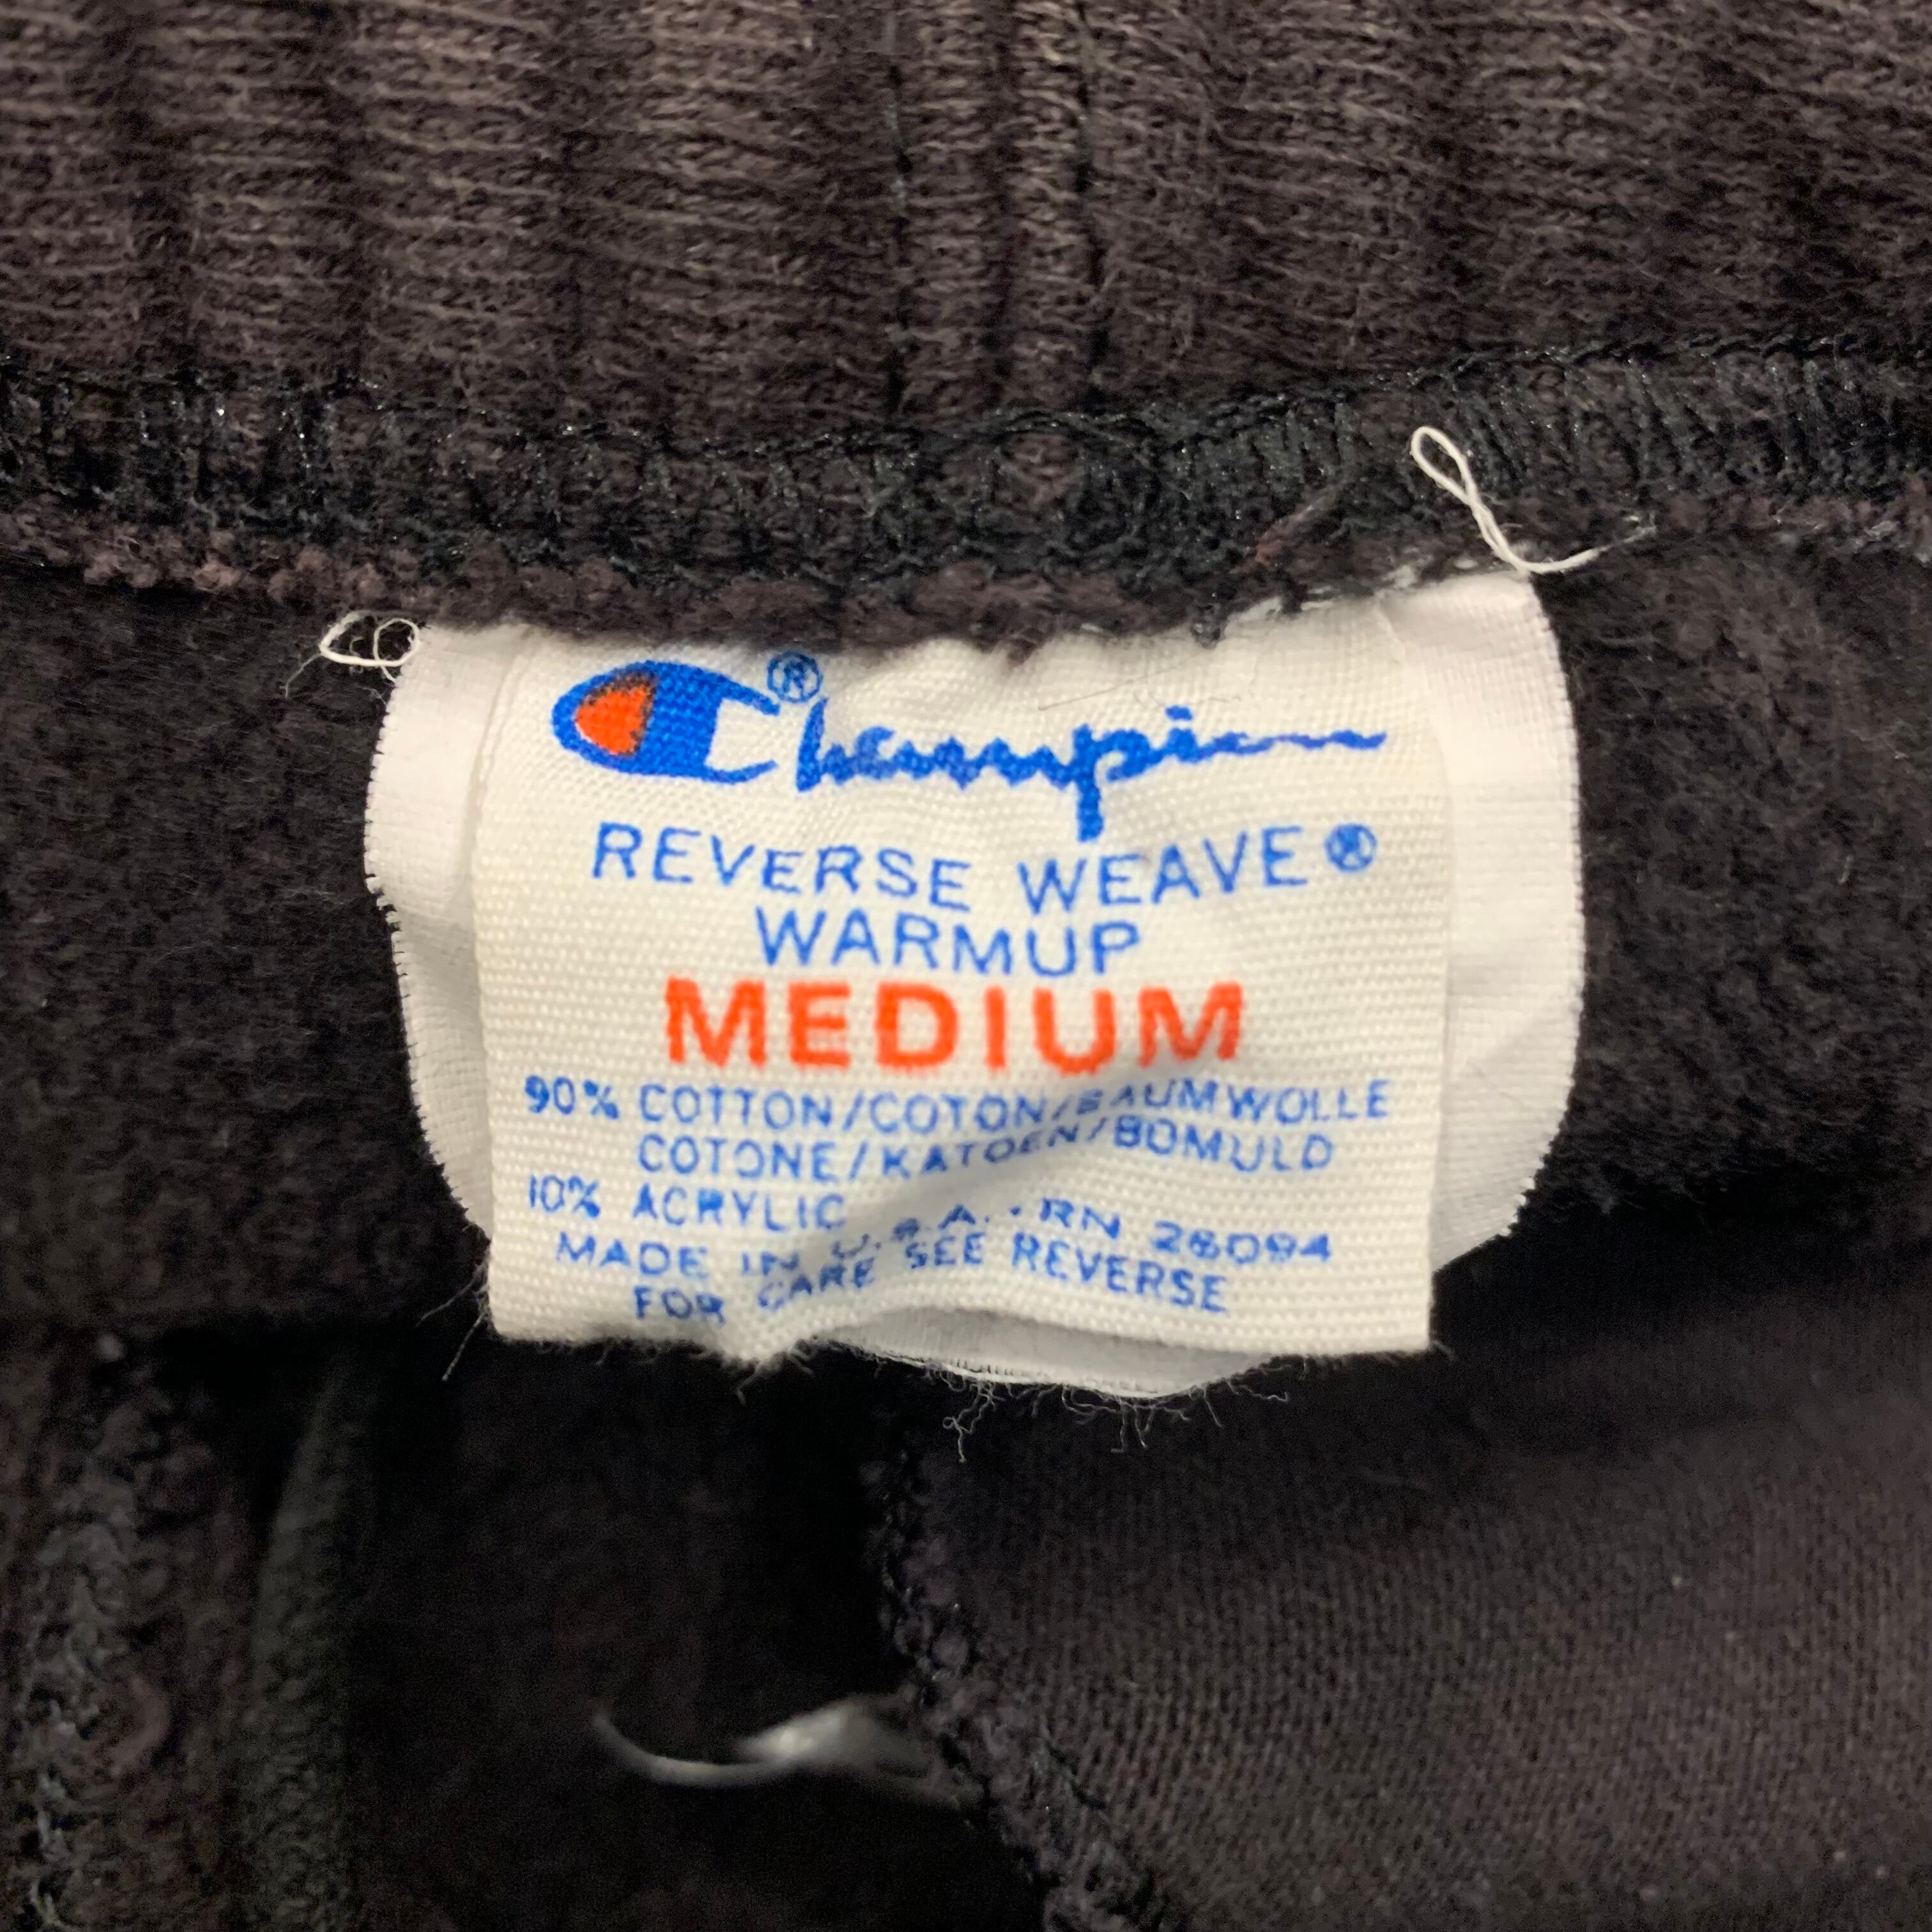 Champion®
REVERSE WEAVE®
WARMUP
MEDIUM
90% COTTON/COTON/BAUMWOLLE
COTONE/KATOEN/BOMULD
10% ACRYLIC
MADE IN U.S.A. · RN 26094
FOR CARE SEE REVERSE